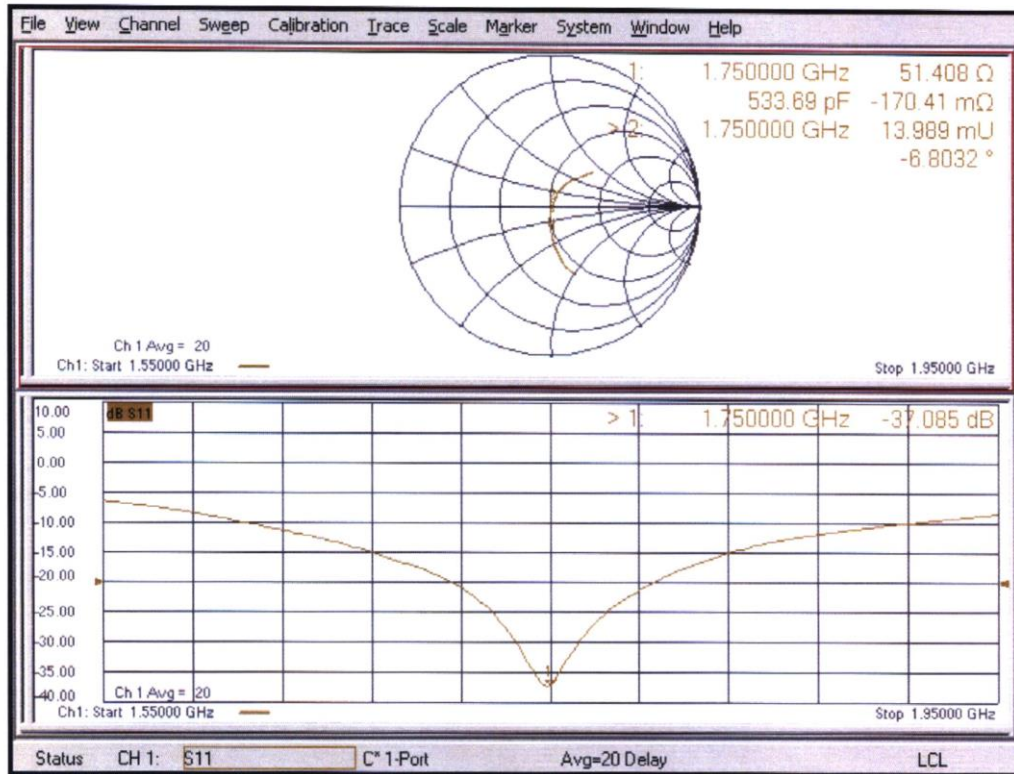 File View Channel Sweep Calibration Trace Scale Marker System Window Help
1: 1.750000 GHz 51.408 Ω
533.69 pF -170.41 mΩ
> 2: 1.750000 GHz 13.989 mU
-6.8032 °
Ch 1 Avg = 20
Ch1: Start 1.55000 GHz Stop 1.95000 GHz
10.00 dB S11 > 1: 1.750000 GHz -37.085 dB
5.00
0.00
-5.00
-10.00
-15.00
-20.00
-25.00
-30.00
-35.00 1
-40.00 Ch 1 Avg = 20
Ch1: Start 1.55000 GHz Stop 1.95000 GHz
Status CH 1: S11 C* 1-Port Avg=20 Delay LCL